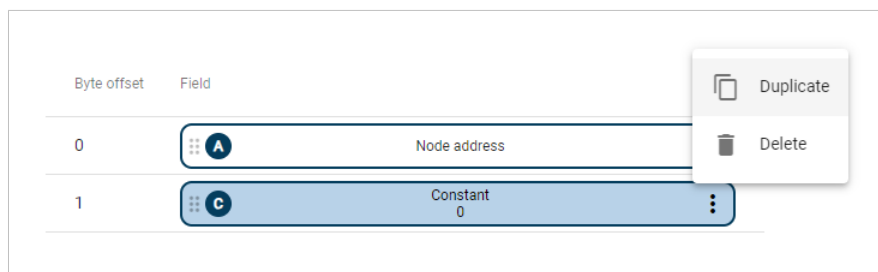 Byte offset Field
Duplicate
0 A Node address
Delete
1 C Constant
0